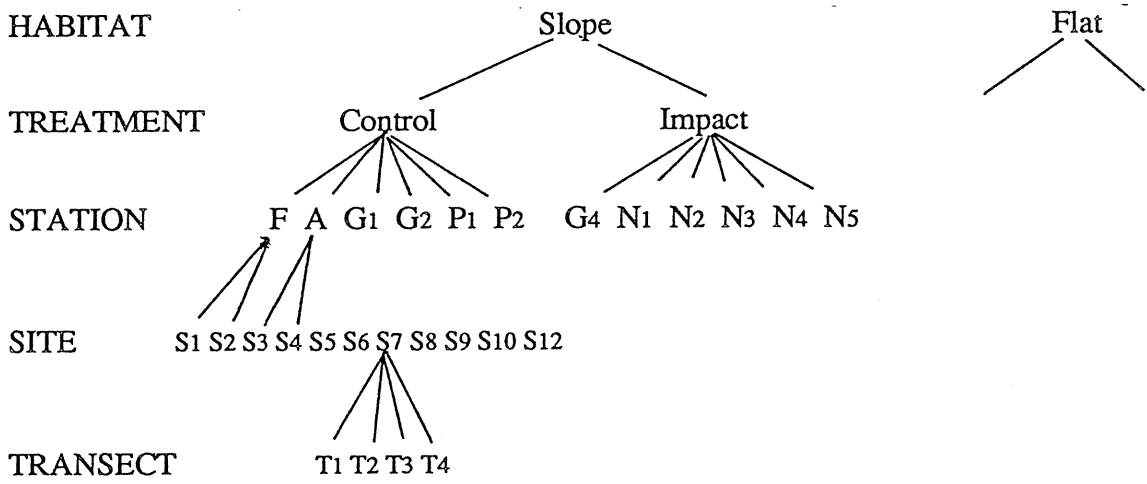 HABITAT Slope Flat
TREATMENT Control Impact
STATION F A G1 G2 P1 P2 G4 N1 N2 N3 N4 N5
SITE S1 S2 S3 S4 S5 S6 S7 S8 S9 S10 S12
TRANSECT T1 T2 T3 T4